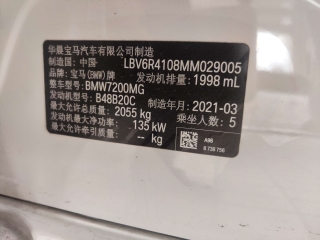 华晨宝马汽车有限公司制造
制造国: 中国 LBV6R4108MM029005
品牌: 宝马(BMW)牌 发动机排量: 1998 mL
整车型号: BMW7200MG
发动机型号: B48B20C 制造年月: 2021-03
最大允许总质量: 2055 kg 乘坐人数: 5
发动机最大净功率: 135 kW
最大允许牵引质量: -- kg
A96
8 738 756